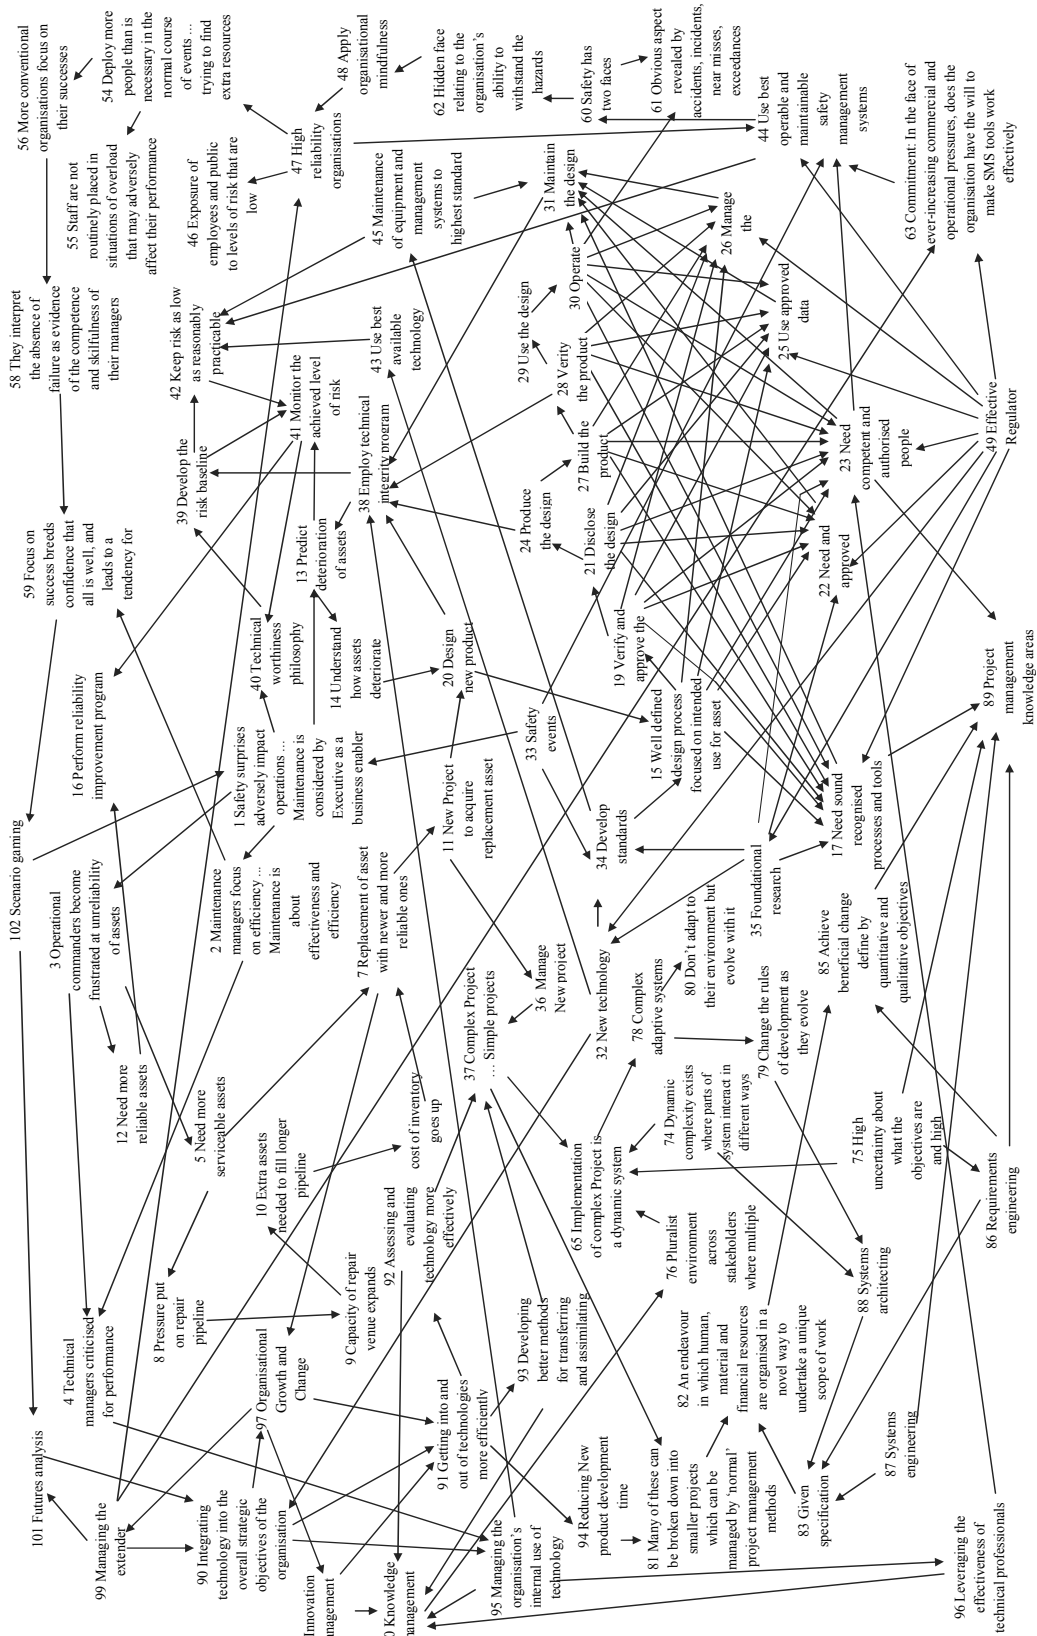 101 Futures analysis
102 Scenario gaming
99 Managing the
extender
4 Technical
managers criticised
for performance
3 Operational
commanders become
frustrated at unreliability
of assets
16 Perform reliability
improvement program
59 Focus on
success breeds
confidence that
all is well, and
leads to a
tendency for
58 They interpret
the absence of
failure as evidence
of the competence
and skilfulness of
their managers
56 More conventional
organisations focus on
their successes
54 Deploy more
people than is
necessary in the
normal course
of events ...
trying to find
extra resources
55 Staff are not
routinely placed in
situations of overload
that may adversely
affect their performance
12 Need more
reliable assets
8 Pressure put
on repair
pipeline
5 Need more
serviceable assets
2 Maintenance
managers focus
on efficiency ...
Maintenance is
about
effectiveness and
efficiency
1 Safety surprises
adversely impact
operations ...
Maintenance is
considered by
Executive as a
business enabler
40 Technical
worthiness
philosophy
39 Develop the
risk baseline
42 Keep risk as low
as reasonably
practicable
46 Exposure of
employees and public
to levels of risk that are
low
47 High
reliability
organisations
48 Apply
organisational
mindfulness
90 Integrating
technology into the
overall strategic
objectives of the
organisation
97 Organisational
Growth and
Change
9 Capacity of repair
venue expands
10 Extra assets
needed to fill longer
pipeline
7 Replacement of asset
with newer and more
reliable ones
14 Understand
how assets
deteriorate
13 Predict
deterioration
of assets
41 Monitor the
achieved level
of risk
38 Employ technical
integrity program
43 Use best
available
technology
45 Maintenance
of equipment and
management
systems to
highest standard
62 Hidden face
relating to the
organisation's
ability to
withstand the
hazards
Innovation
nagement
0 Knowledge
nanagement
91 Getting into and
out of technologies
more efficiently
92 Assessing and
evaluating
technology more
effectively
cost of inventory
goes up
37 Complex Project
... Simple projects
11 New Project
to acquire
replacement asset
20 Design
new product
95 Managing the
organisation's
internal use of
technology
93 Developing
better methods
for transferring
and assimilating
36 Manage
New project
33 Safety
events
24 Produce
the design
29 Use the design
31 Maintain
the design
60 Safety has
two faces
94 Reducing New
product development
time
65 Implementation
of complex Project is
a dynamic system
32 New technology
34 Develop
standards
19 Verify and
approve the
21 Disclose
the design
27 Build the
product
28 Verify
the product
30 Operate
61 Obvious aspect
revealed by
accidents, incidents,
near misses,
exceedances
81 Many of these can
be broken down into
smaller projects
which can be
managed by 'normal'
project management
methods
76 Pluralist
environment
across
stakeholders
where multiple
74 Dynamic
complexity exists
where parts of
system interact in
different ways
78 Complex
adaptive systems
80 Don't adapt to
their environment but
evolve with it
15 Well defined
design process
focused on intended
use for asset
26 Manage
the
44 Use best
operable and
maintainable
safety
management
systems
82 An endeavour
in which human,
material and
financial resources
are organised in a
novel way to
undertake a unique
scope of work
79 Change the rules
of development as
they evolve
35 Foundational
research
25 Use approved
data
83 Given
specification
88 Systems
architecting
75 High
uncertainty about
what the
objectives are
and high
85 Achieve
beneficial change
define by
quantitative and
qualitative objectives
17 Need sound
recognised
processes and tools
22 Need and
approved
23 Need
competent and
authorised
people
63 Commitment: In the face of
ever-increasing commercial and
operational pressures, does the
organisation have the will to
make SMS tools work
effectively
87 Systems
engineering
86 Requirements
engineering
89 Project
management
knowledge areas
49 Effective
Regulator
96 Leveraging the
effectiveness of
technical professionals